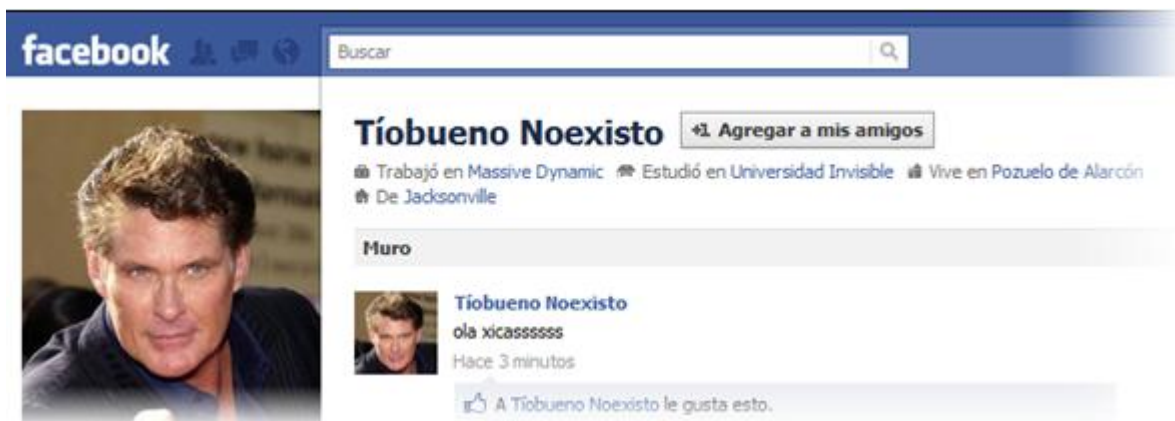 facebook
Buscar
Tíobueno Noexisto
+1 Agregar a mis amigos
Trabajó en Massive Dynamic Estudió en Universidad Invisible Vive en Pozuelo de Alarcón
De Jacksonville
Muro
Tíobueno Noexisto
ola xicassssss
Hace 3 minutos
A Tíobueno Noexisto le gusta esto.